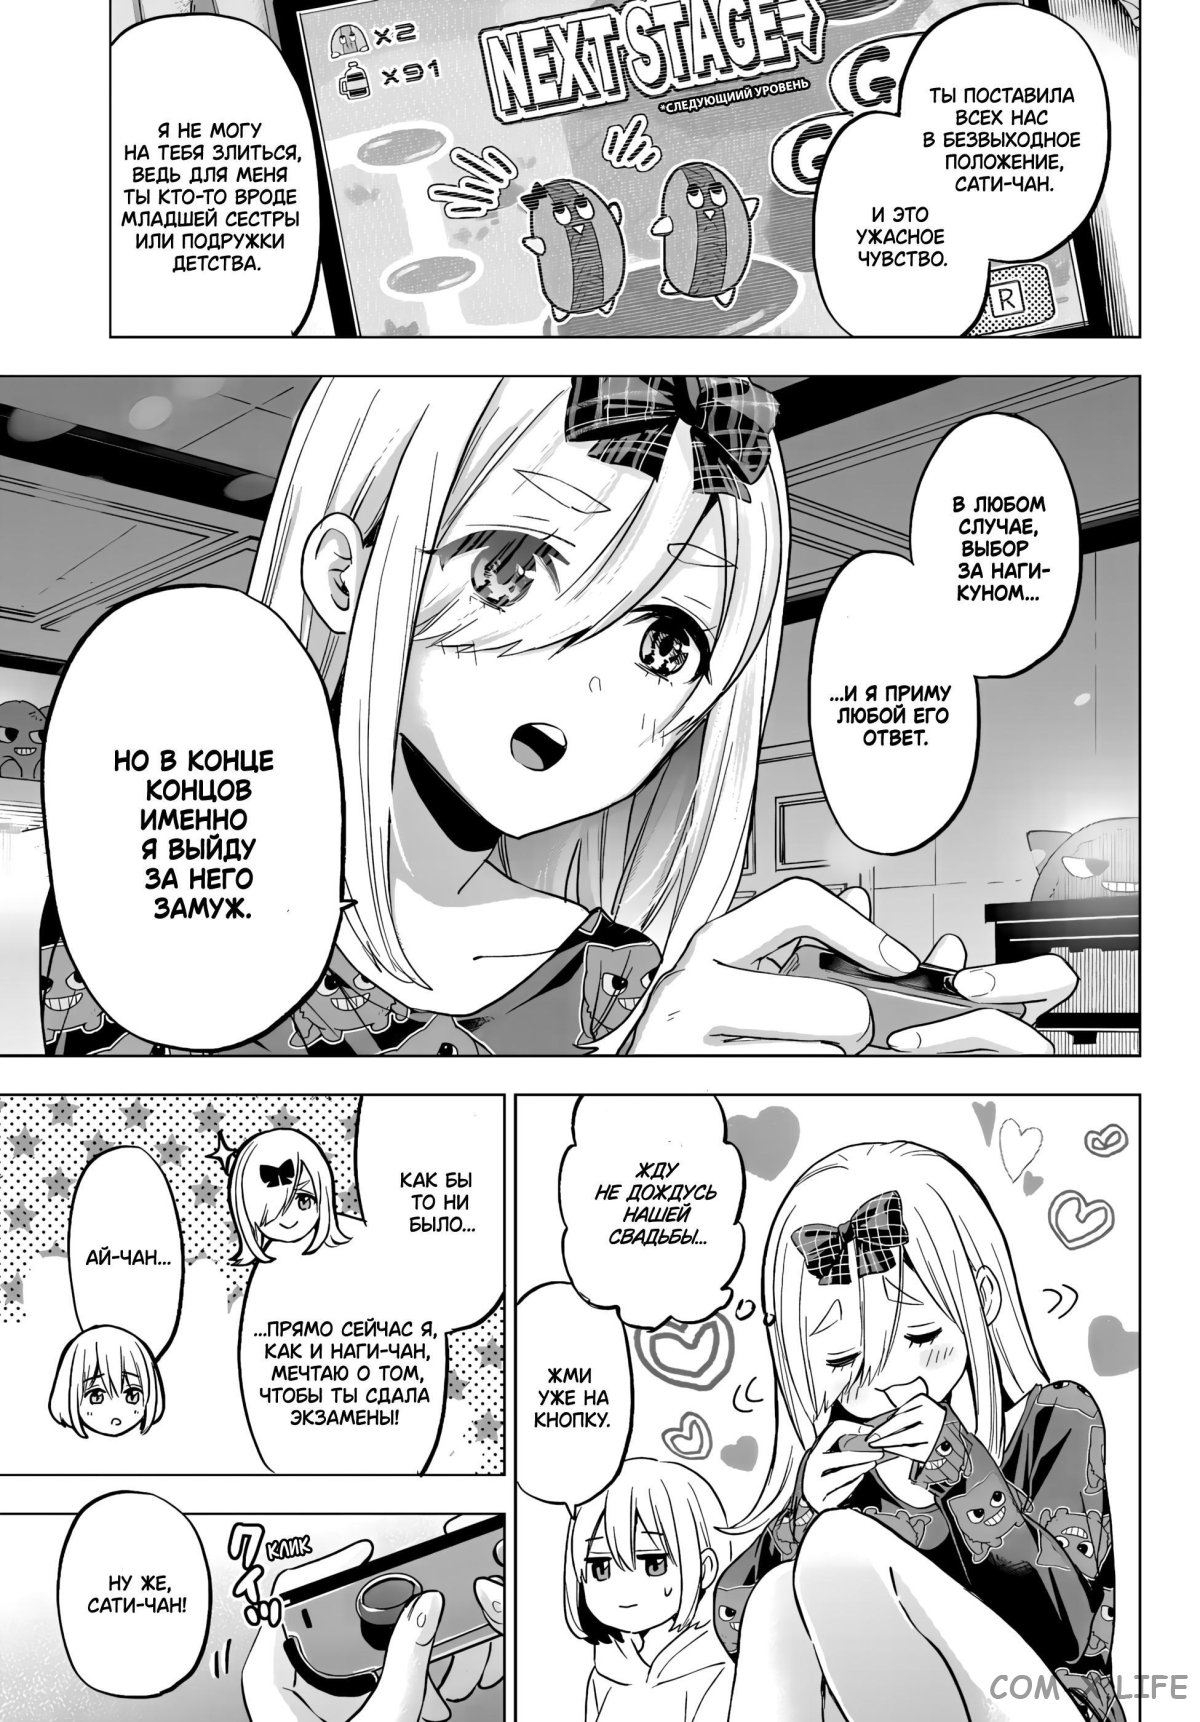 NEXT STAGE
*СЛЕДУЮЩИИЙ УРОВЕНЬ
X2
X91
G
G
R
ТЫ ПОСТАВИЛА
ВСЕХ НАС
В БЕЗВЫХОДНОЕ
ПОЛОЖЕНИЕ,
САТИ-ЧАН.
И ЭТО
УЖАСНОЕ
ЧУВСТВО.
Я НЕ МОГУ
НА ТЕБЯ ЗЛИТЬСЯ,
ВЕДЬ ДЛЯ МЕНЯ
ТЫ КТО-ТО ВРОДЕ
МЛАДШЕЙ СЕСТРЫ
ИЛИ ПОДРУЖКИ
ДЕТСТВА.
В ЛЮБОМ
СЛУЧАЕ,
ВЫБОР
ЗА НАГИ-
КУНОМ...
...И Я ПРИМУ
ЛЮБОЙ ЕГО
ОТВЕТ.
НО В КОНЦЕ
КОНЦОВ
ИМЕННО
Я ВЫЙДУ
ЗА НЕГО
ЗАМУЖ.
ЖДУ
НЕ ДОЖДУСЬ
НАШЕЙ
СВАДЬБЫ...
ЖМИ
УЖЕ НА
КНОПКУ.
КАК БЫ
ТО НИ
БЫЛО...
...ПРЯМО СЕЙЧАС Я,
КАК И НАГИ-ЧАН,
МЕЧТАЮ О ТОМ,
ЧТОБЫ ТЫ СДАЛА
ЭКЗАМЕНЫ!
АЙ-ЧАН...
КЛИК
НУ ЖЕ,
САТИ-ЧАН!
COM-X.LIFE